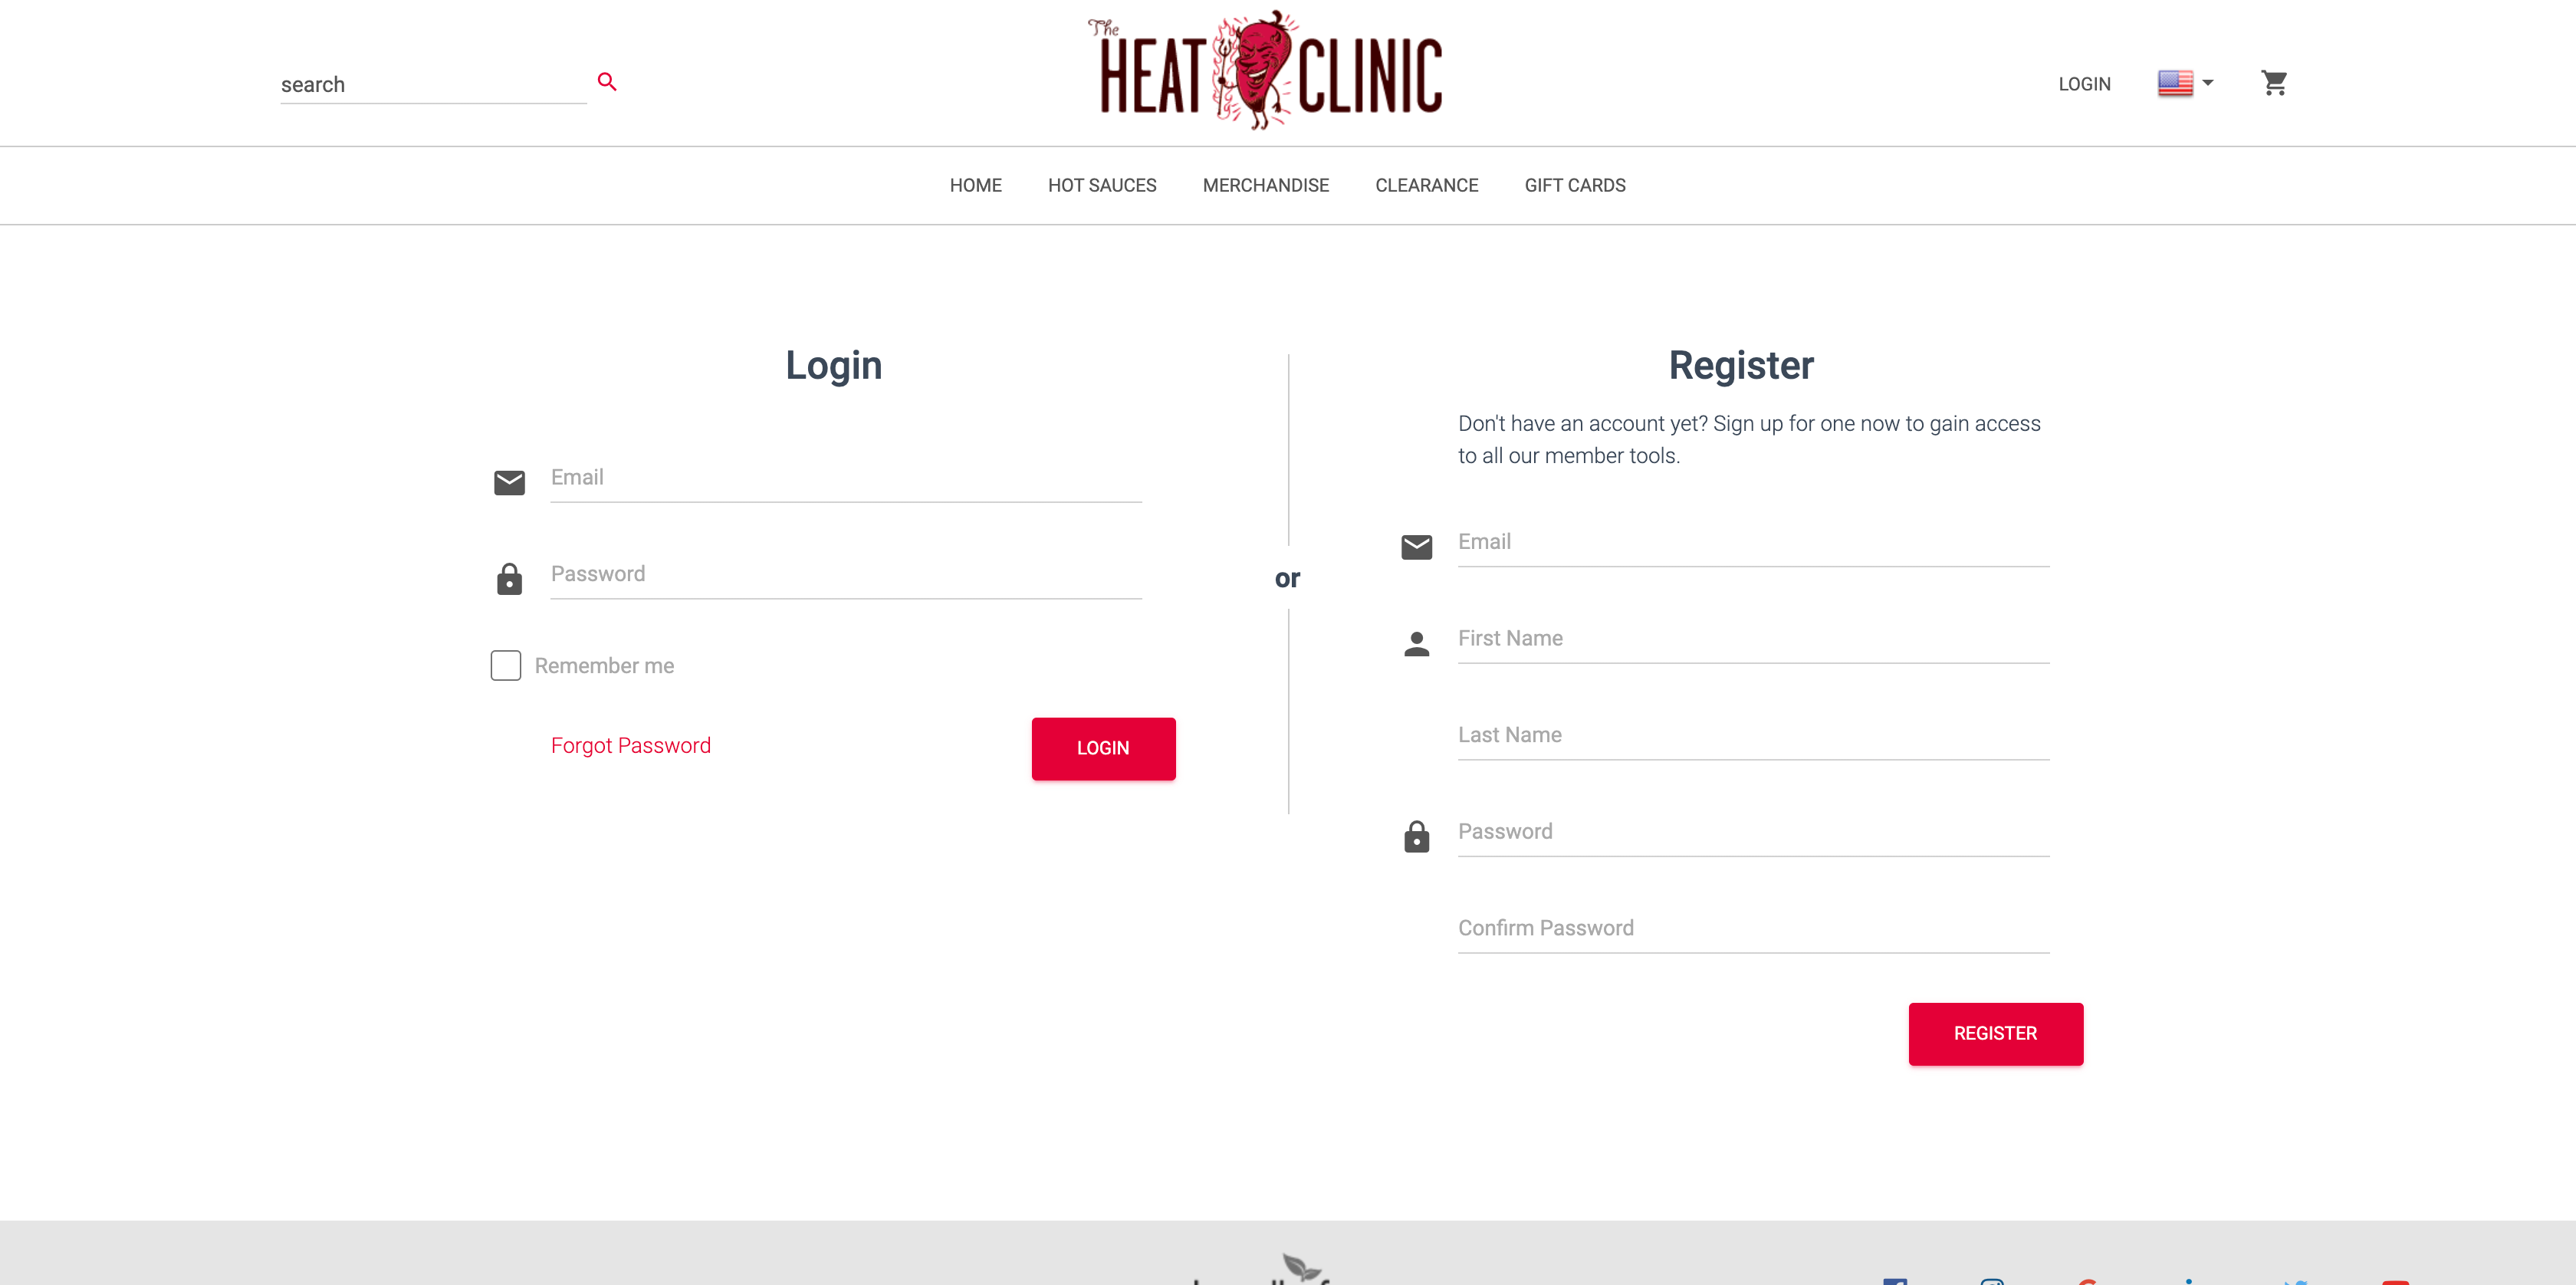 search
The
HEAT CLINIC
LOGIN
HOME HOT SAUCES MERCHANDISE CLEARANCE GIFT CARDS
Login
Email
Password
Remember me
Forgot Password
LOGIN
or
Register
Don't have an account yet? Sign up for one now to gain access
to all our member tools.
Email
First Name
Last Name
Password
Confirm Password
REGISTER